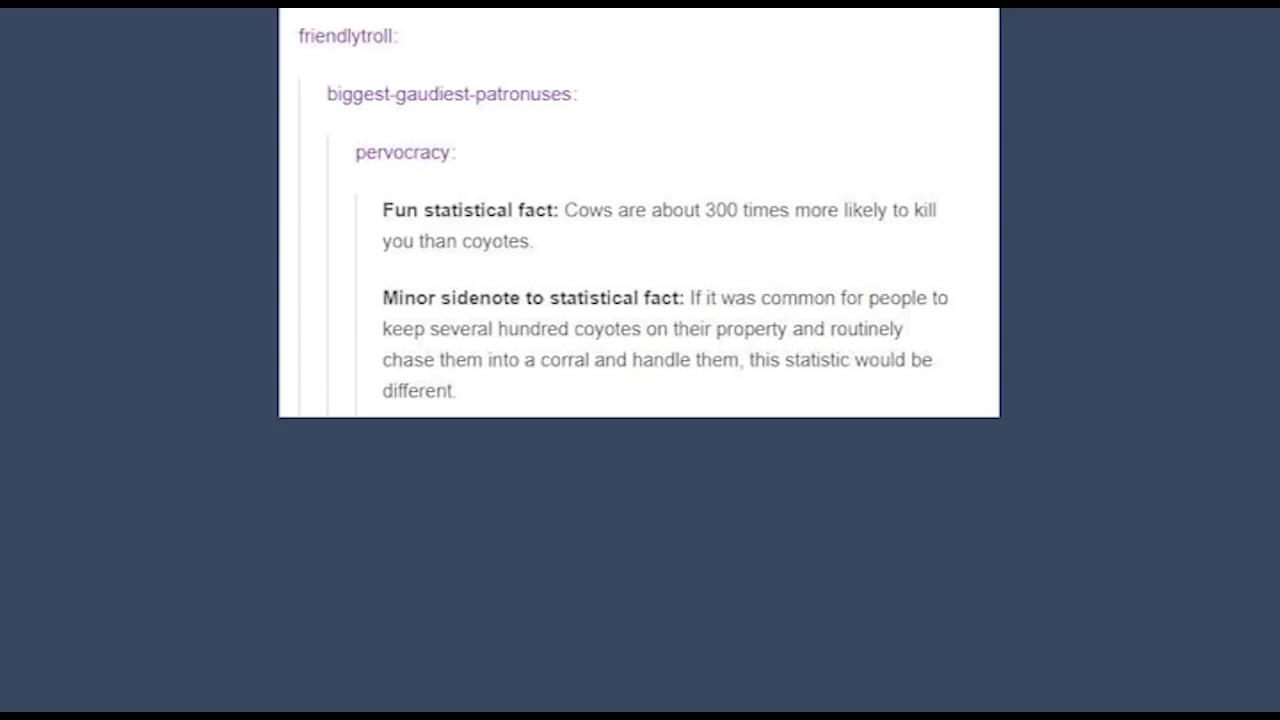 friendlytroll:
biggest-gaudiest-patronuses:
pervocracy:
Fun statistical fact: Cows are about 300 times more likely to kill
you than coyotes.
Minor sidenote to statistical fact: If it was common for people to
keep several hundred coyotes on their property and routinely
chase them into a corral and handle them, this statistic would be
different.